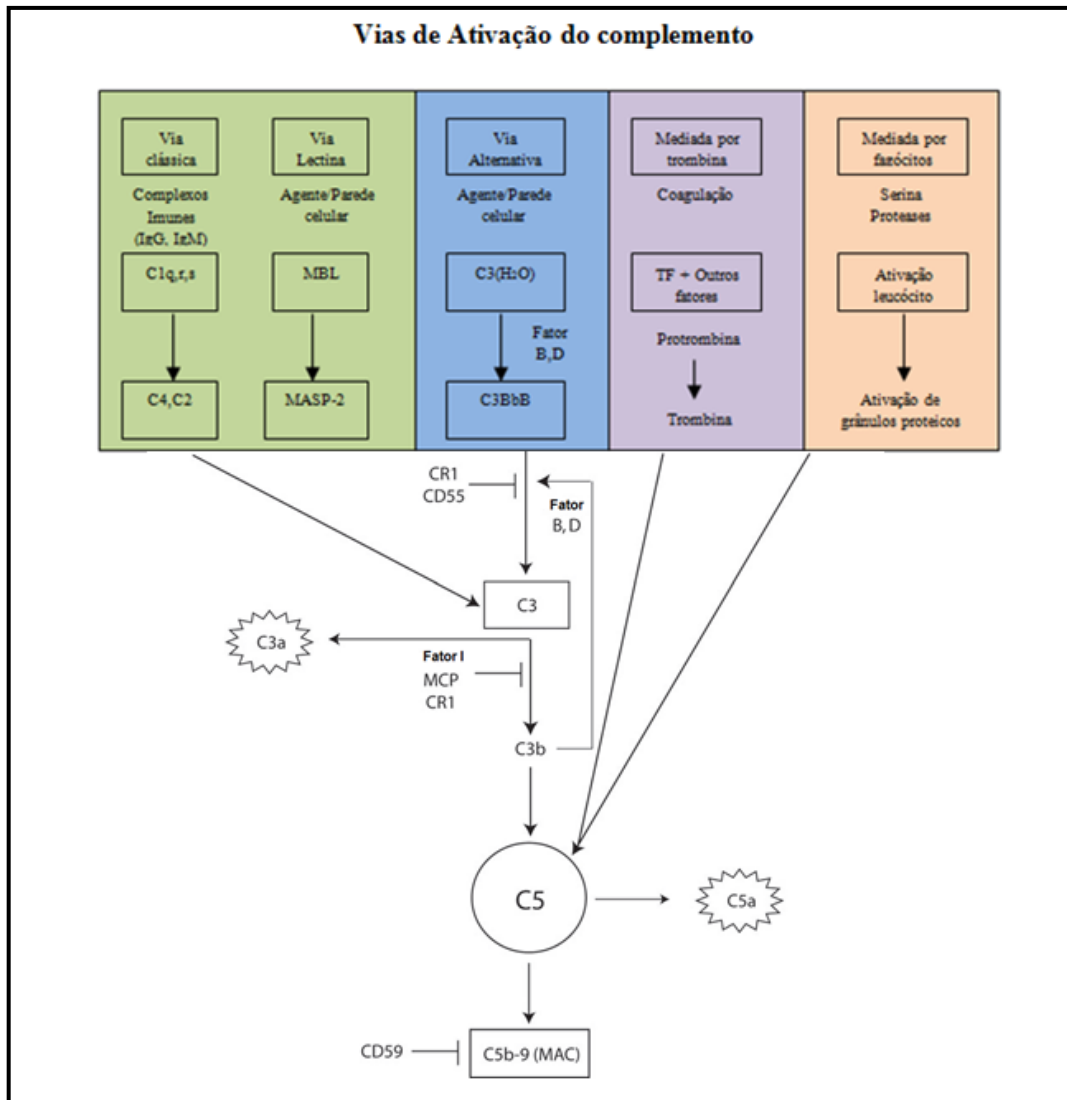 Vias de Ativação do complemento
Via
clássica
Complexos
Imunes
(IgG, IgM)
C1q,r,s
C4,C2
Via
Lectina
Agente/Parede
celular
MBL
MASP-2
Via
Alternativa
Agente/Parede
celular
C3(H₂O)
Fator
B,D
C3BbB
Mediada por
trombina
Coagulação
TF + Outros
fatores
Protrombina
Trombina
Mediada por
fagócitos
Serina
Proteases
Ativação
leucócito
Ativação de
grânulos proteicos
CR1
CD55
Fator
B, D
C3
C3a
Fator I
MCP
CR1
C3b
C5
C5a
CD59
C5b-9 (MAC)